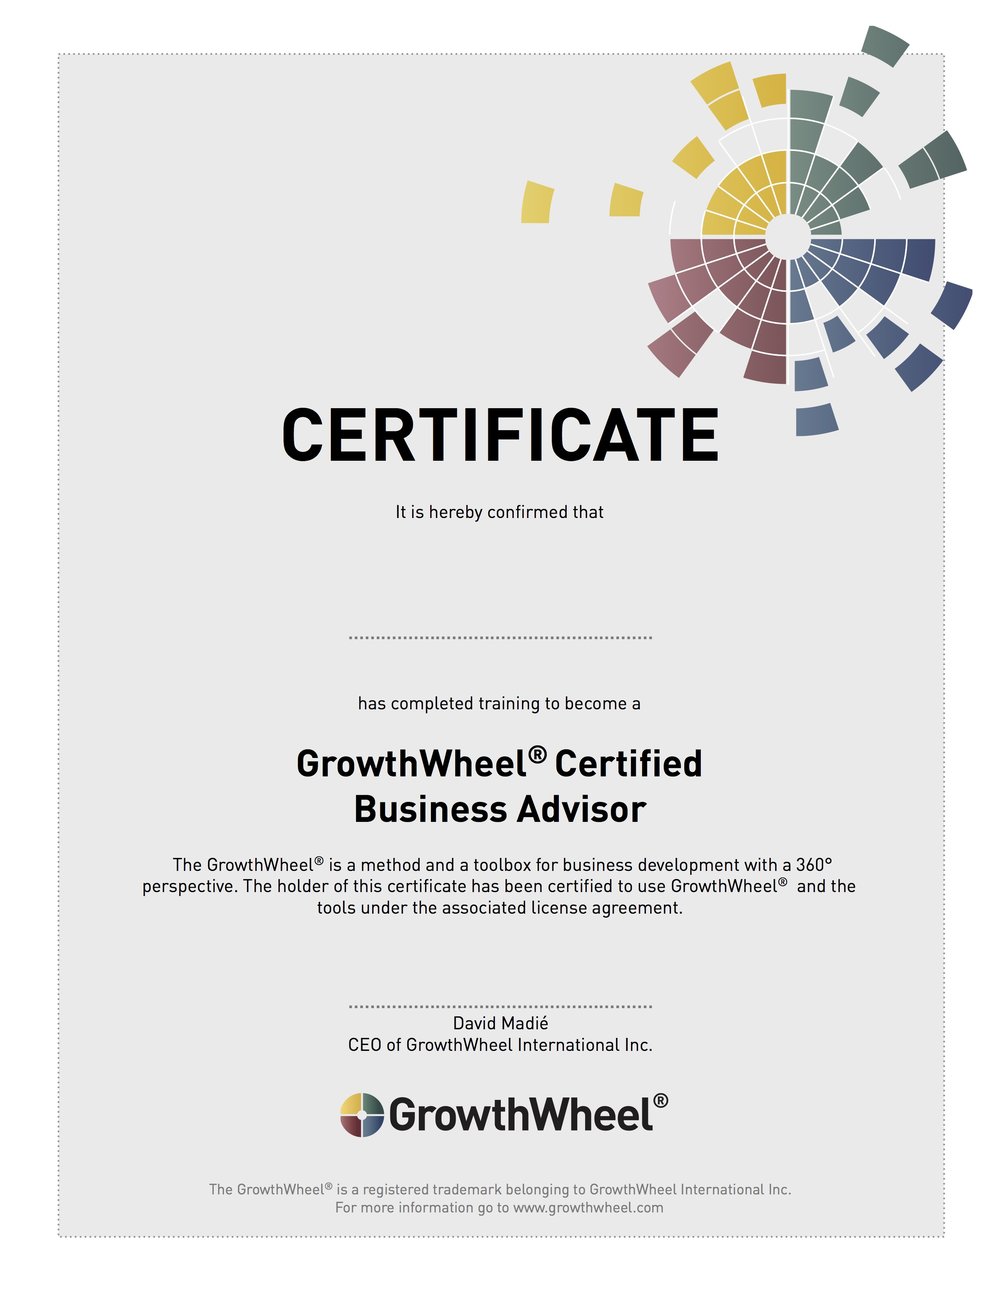 CERTIFICATE
It is hereby confirmed that
has completed training to become a
GrowthWheel® Certified
Business Advisor
The GrowthWheel® is a method and a toolbox for business development with a 360°
perspective. The holder of this certificate has been certified to use GrowthWheel® and the
tools under the associated license agreement.
David Madié
CEO of GrowthWheel International Inc.
GrowthWheel®
The GrowthWheel® is a registered trademark belonging to GrowthWheel International Inc.
For more information go to www.growthwheel.com